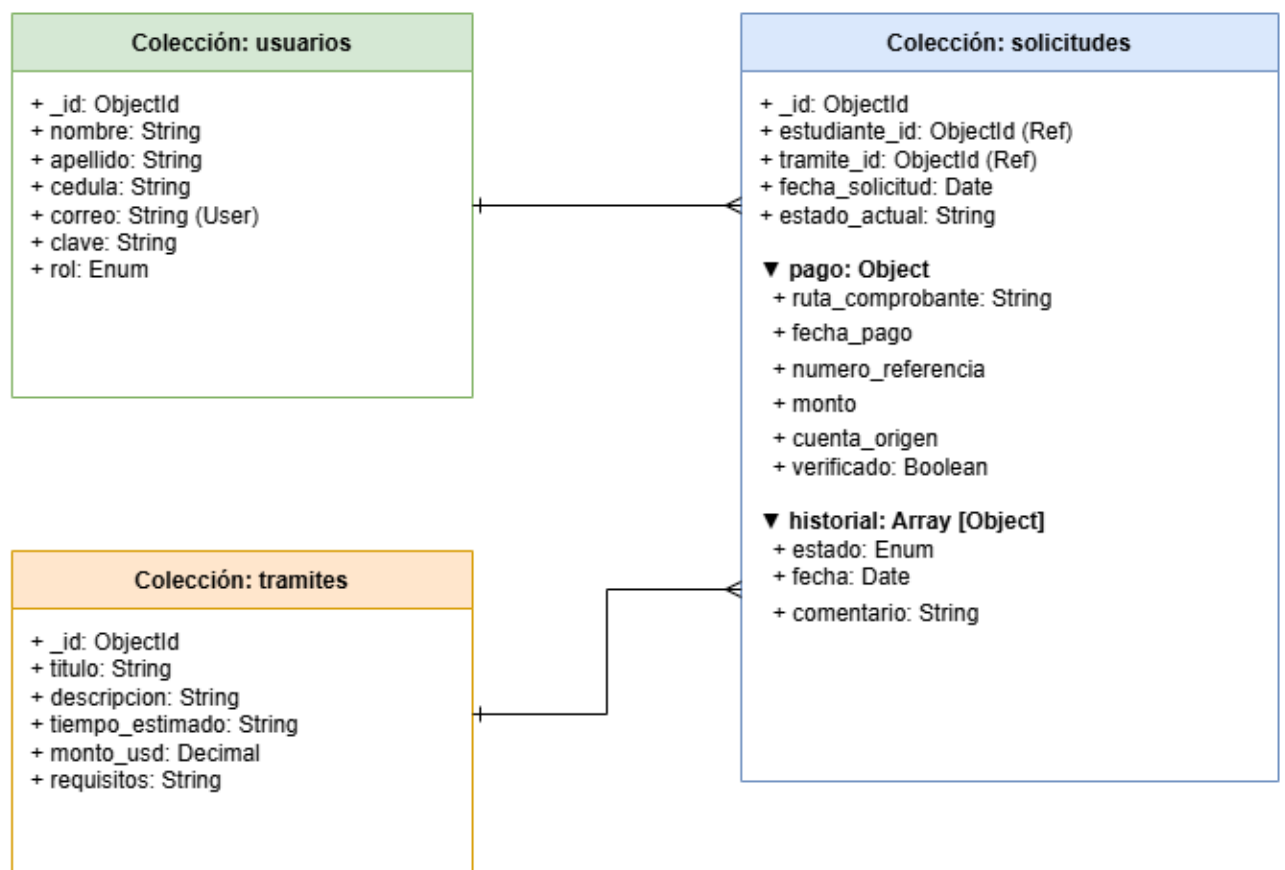 Colección: usuarios
+ _id: ObjectId
+ nombre: String
+ apellido: String
+ cedula: String
+ correo: String (User)
+ clave: String
+ rol: Enum
Colección: solicitudes
+ _id: ObjectId
+ estudiante_id: ObjectId (Ref)
+ tramite_id: ObjectId (Ref)
+ fecha_solicitud: Date
+ estado_actual: String
▼ pago: Object
+ ruta_comprobante: String
+ fecha_pago
+ numero_referencia
+ monto
+ cuenta_origen
+ verificado: Boolean
▼ historial: Array [Object]
+ estado: Enum
+ fecha: Date
+ comentario: String
Colección: tramites
+ _id: ObjectId
+ titulo: String
+ descripcion: String
+ tiempo_estimado: String
+ monto_usd: Decimal
+ requisitos: String